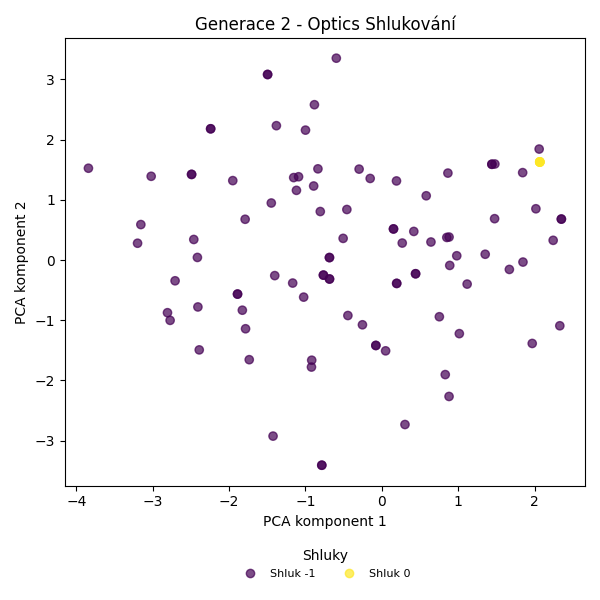 Generace 2 - Optics Shlukování
3
2
1
0
−1
−2
−3
PCA komponent 2
−4
−3
−2
−1
0
1
2
PCA komponent 1
Shluky
Shluk -1
Shluk 0